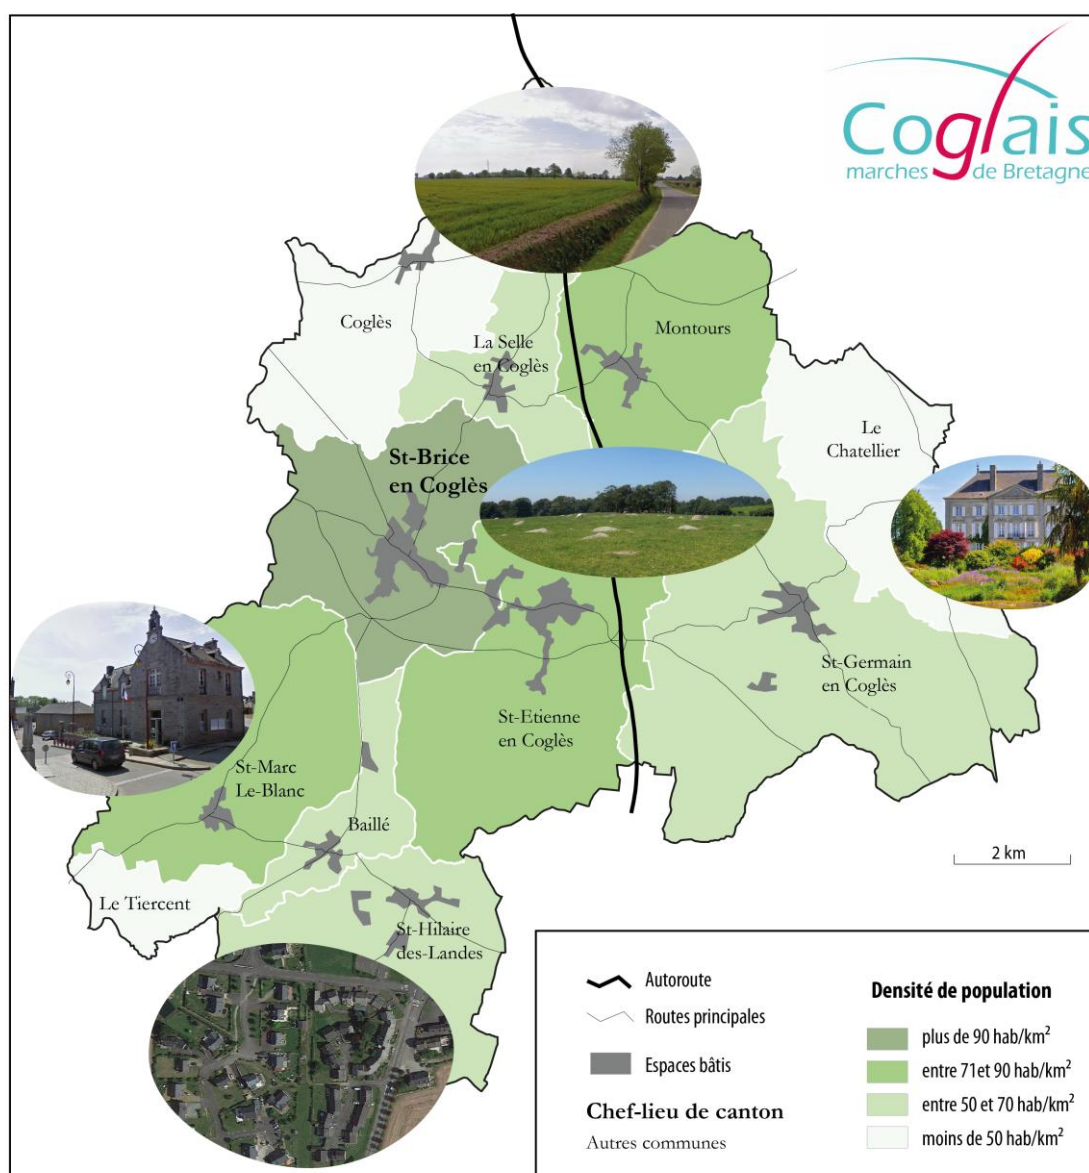 Coglais
marches de Bretagne
Coglès
La Selle
en Coglès
Montours
Le
Chatellier
St-Brice
en Coglès
St-Germain
en Coglès
St-Etienne
en Coglès
St-Marc
Le-Blanc
Baillé
Le Tiercent
St-Hilaire
des-Landes
2 km
Autoroute
Routes principales
Espaces bâtis
Chef-lieu de canton
Autres communes
Densité de population
plus de 90 hab/km²
entre 71et 90 hab/km²
entre 50 et 70 hab/km²
moins de 50 hab/km²